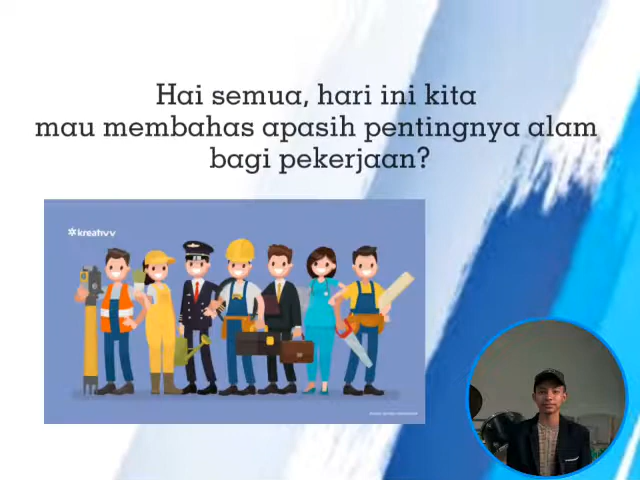 Hai semua, hari ini kita
mau membahas apasih pentingnya alam
bagi pekerjaan?
kreativv